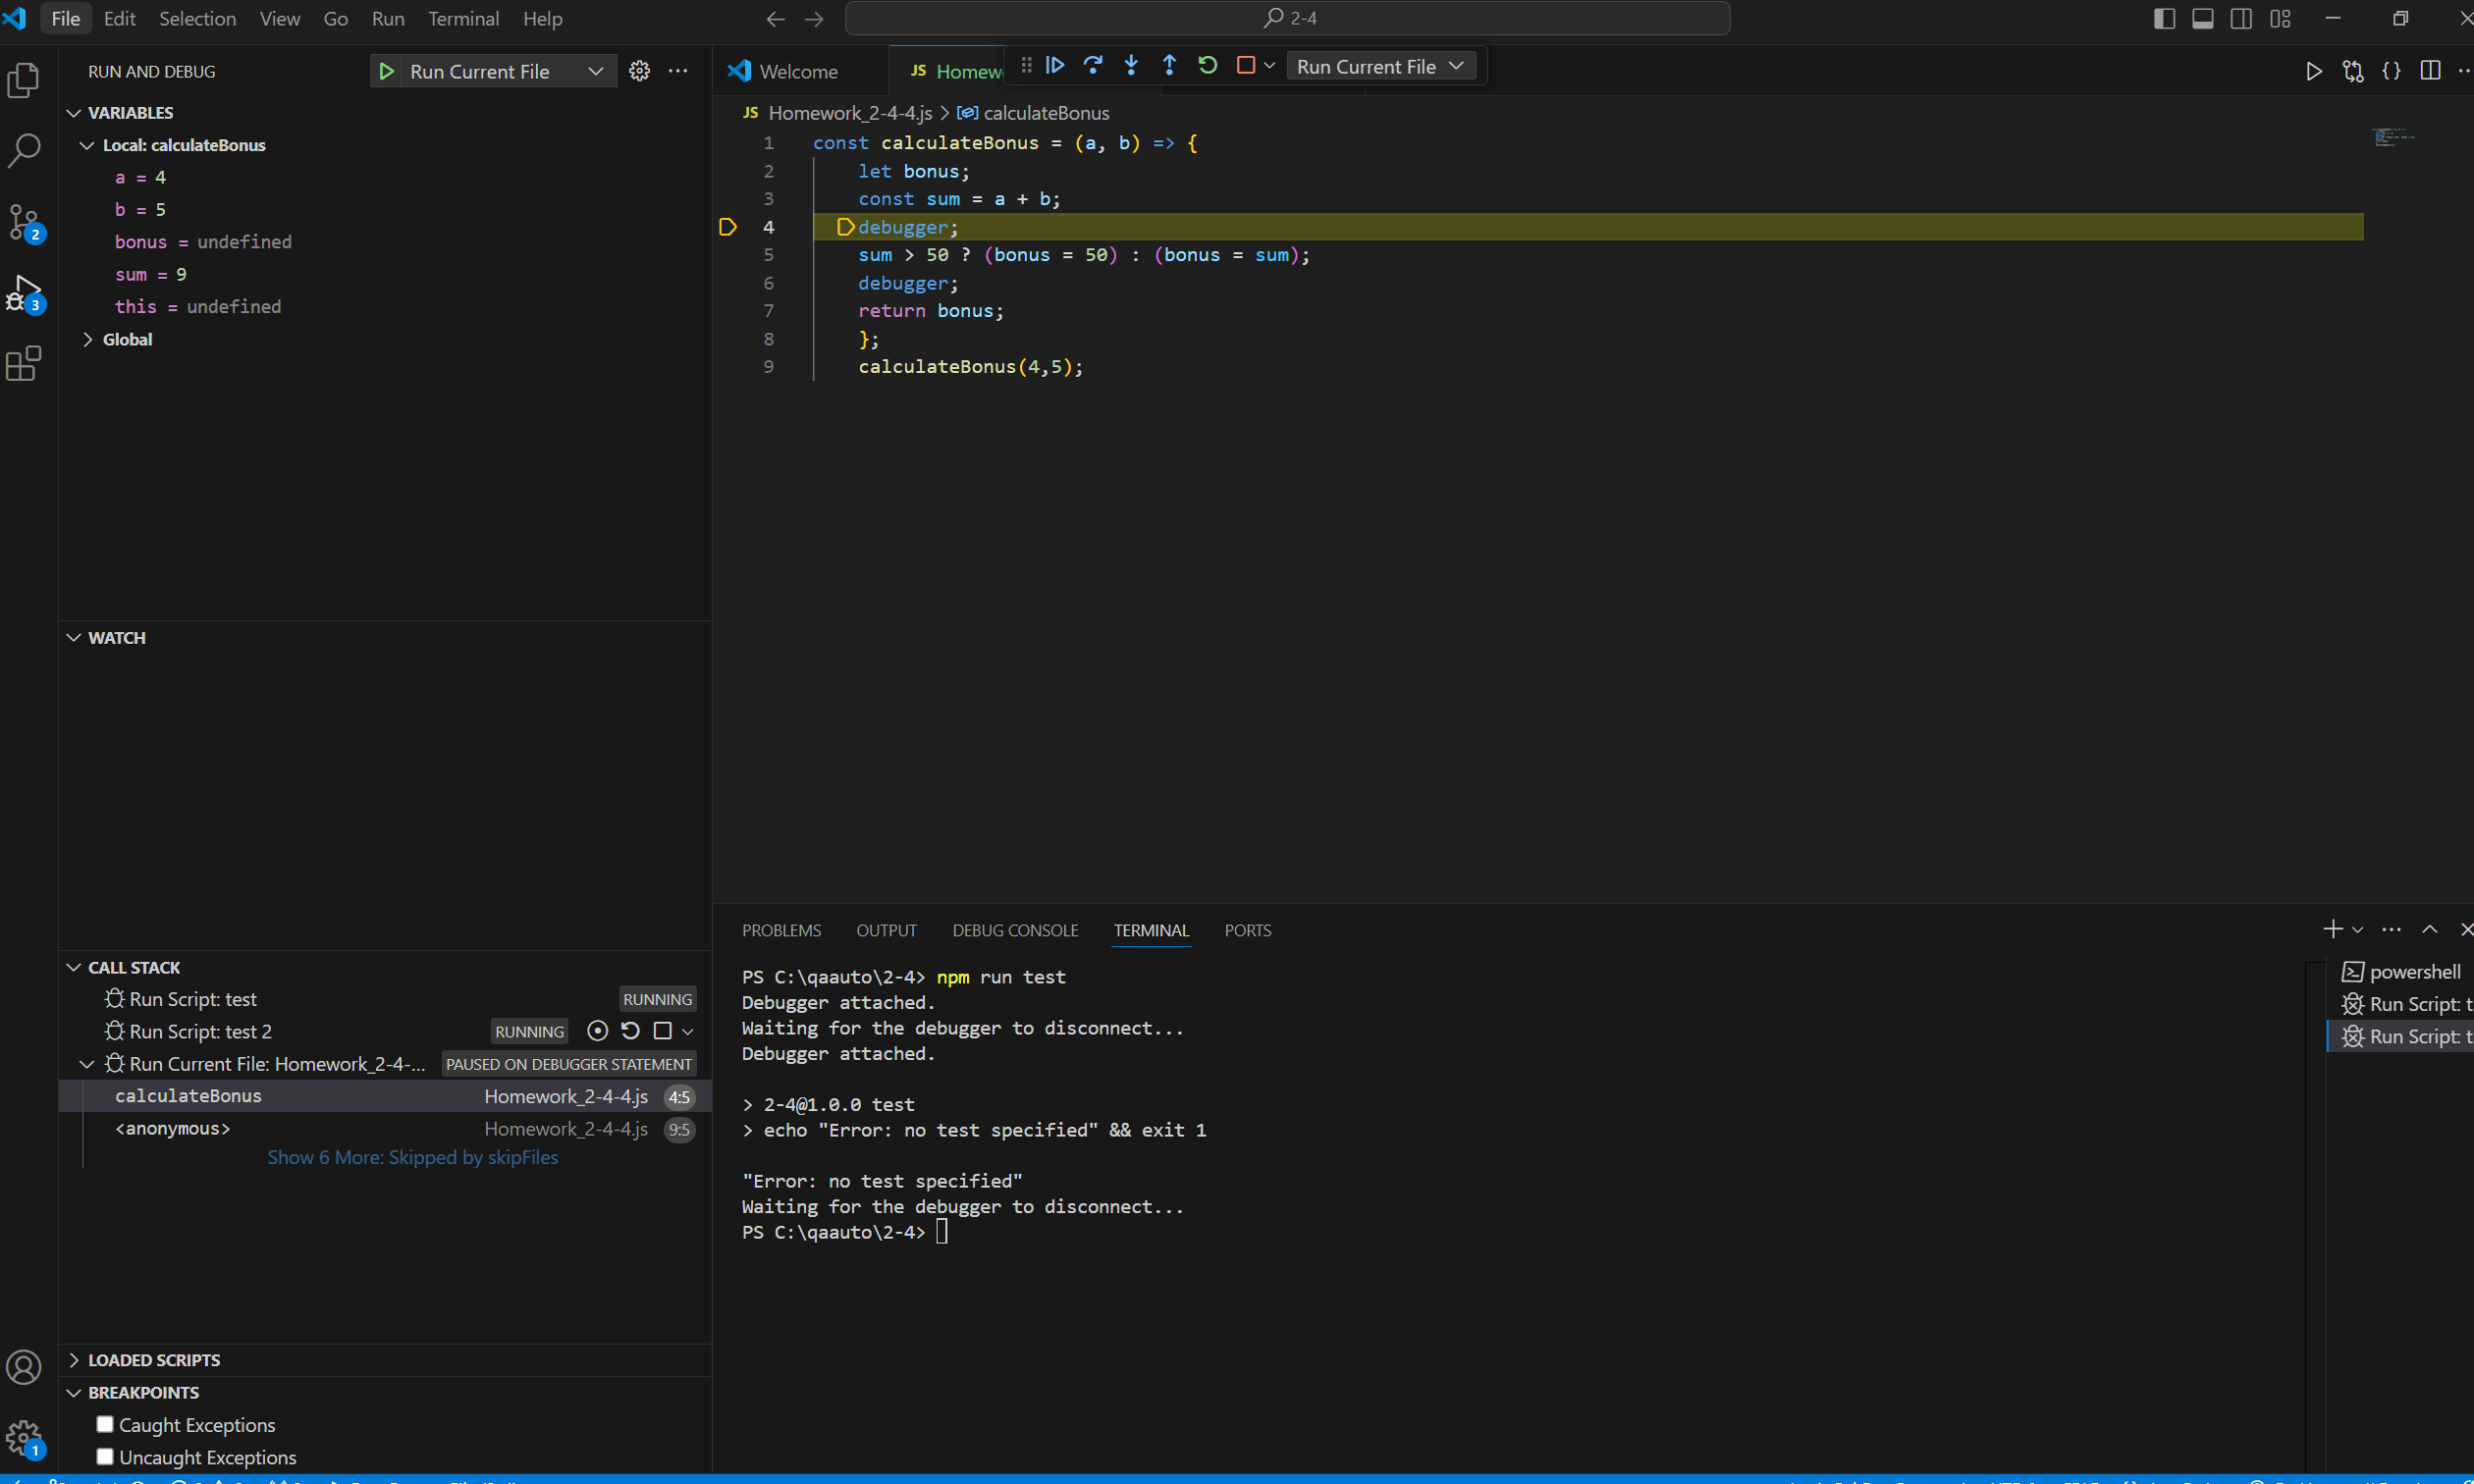 File Edit Selection View Go Run Terminal Help
2-4
RUN AND DEBUG
Run Current File
VARIABLES
Local: calculateBonus
a = 4
b = 5
bonus = undefined
sum = 9
this = undefined
Global
WATCH
CALL STACK
Run Script: test RUNNING
Run Script: test 2 RUNNING
Run Current File: Homework_2-4-... PAUSED ON DEBUGGER STATEMENT
calculateBonus Homework_2-4-4.js 4:5
<anonymous> Homework_2-4-4.js 9:5
Show 6 More: Skipped by skipFiles
LOADED SCRIPTS
BREAKPOINTS
Caught Exceptions
Uncaught Exceptions
2
3
1
Welcome
JS Homew
Run Current File
JS Homework_2-4-4.js > calculateBonus
1 const calculateBonus = (a, b) => {
2 let bonus;
3 const sum = a + b;
4 debugger;
5 sum > 50 ? (bonus = 50) : (bonus = sum);
6 debugger;
7 return bonus;
8 };
9 calculateBonus(4,5);
PROBLEMS OUTPUT DEBUG CONSOLE TERMINAL PORTS
PS C:\qaauto\2-4> npm run test
Debugger attached.
Waiting for the debugger to disconnect...
Debugger attached.
> 2-4@1.0.0 test
> echo "Error: no test specified" && exit 1
"Error: no test specified"
Waiting for the debugger to disconnect...
PS C:\qaauto\2-4>
powershell
Run Script: t
Run Script: t